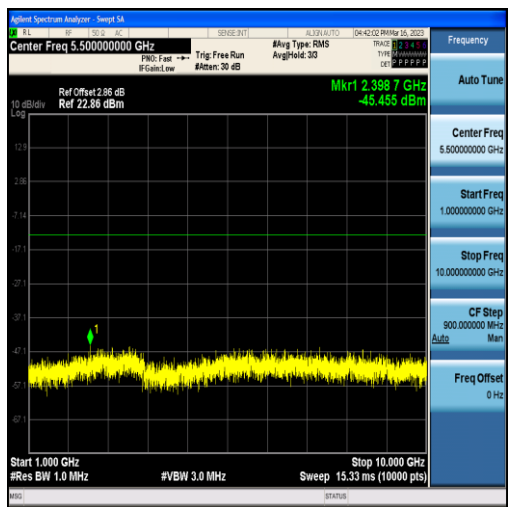 Agilent Spectrum Analyzer - Swept SA
RL RF 50 Ω AC SENSE:INT ALIGN AUTO 04:42:02 PM Mar 16, 2023
Center Freq 5.500000000 GHz #Avg Type: RMS TRACE 1 2 3 4 5 6
PNO: Fast Trig: Free Run Avg|Hold: 3/3 TYPE
IFGain:Low #Atten: 30 dB DET P P P P P P
Mkr1 2.398 7 GHz
-45.455 dBm
Ref Offset 2.86 dB
10 dB/div Ref 22.86 dBm
Log
12.9
2.86
-7.14
-17.1
-27.1
-37.1
1
-47.1
-57.1
-67.1
Start 1.000 GHz Stop 10.000 GHz
#Res BW 1.0 MHz #VBW 3.0 MHz Sweep 15.33 ms (10000 pts)
MSG STATUS
Frequency
Auto Tune
Center Freq
5.500000000 GHz
Start Freq
1.000000000 GHz
Stop Freq
10.000000000 GHz
CF Step
900.000000 MHz
Auto Man
Freq Offset
0 Hz